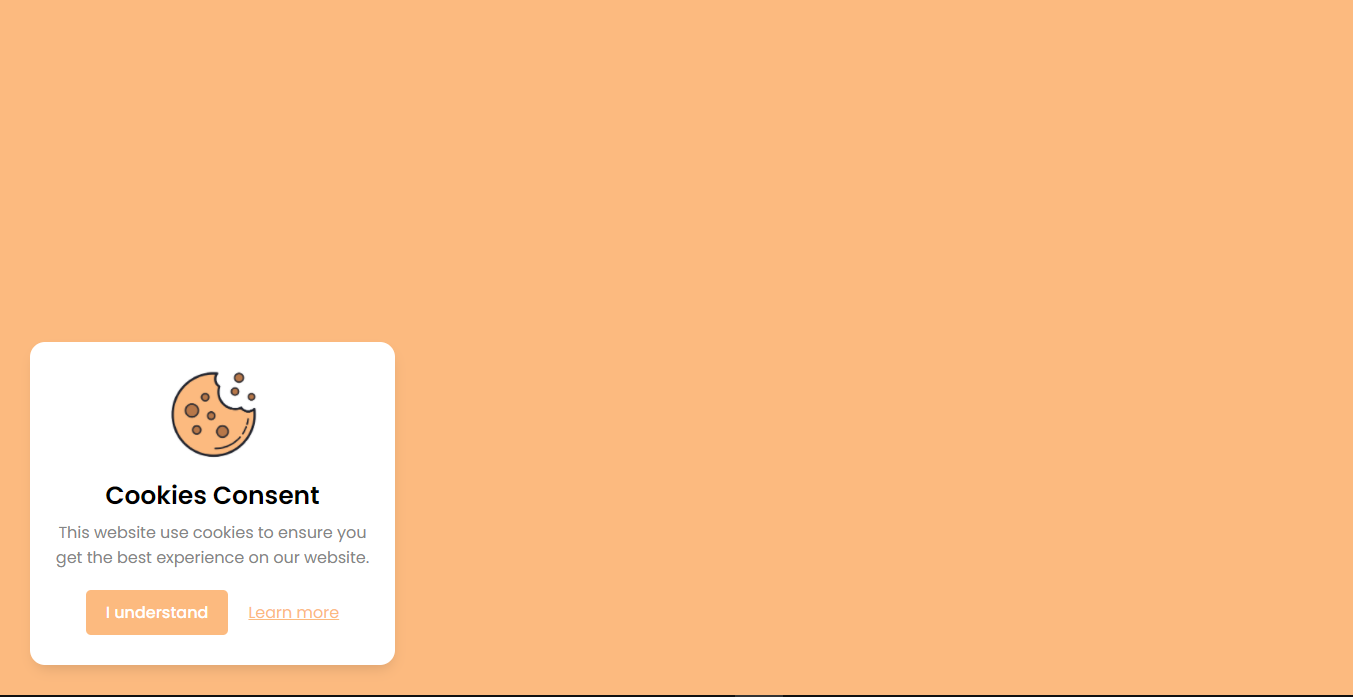 Cookies Consent
This website use cookies to ensure you
get the best experience on our website.
I understand
Learn more